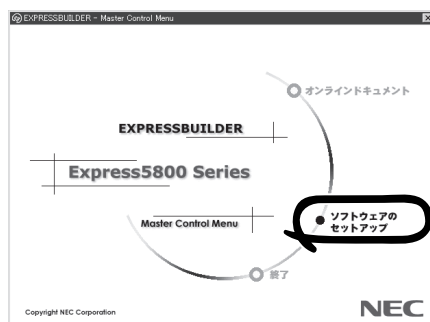 EXPRESSBUILDER - Master Control Menu
オンラインドキュメント
EXPRESSBUILDER
Express5800 Series
ソフトウェアの
セットアップ
Master Control Menu
終了
Copyright NEC Corporation
NEC